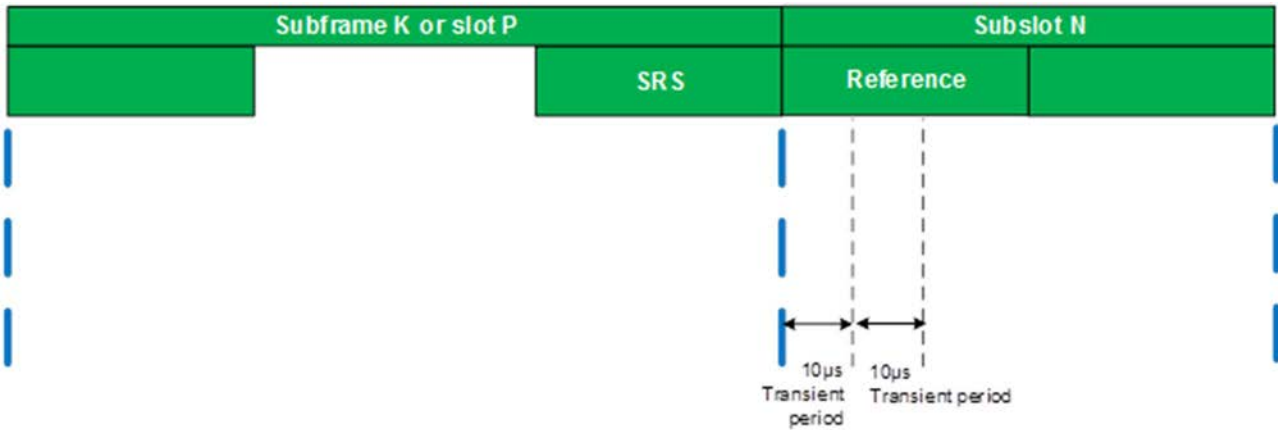 Subframe K or slot P
Subslot N
SRS
Reference
10µs
Transient
period
10µs
Transient period